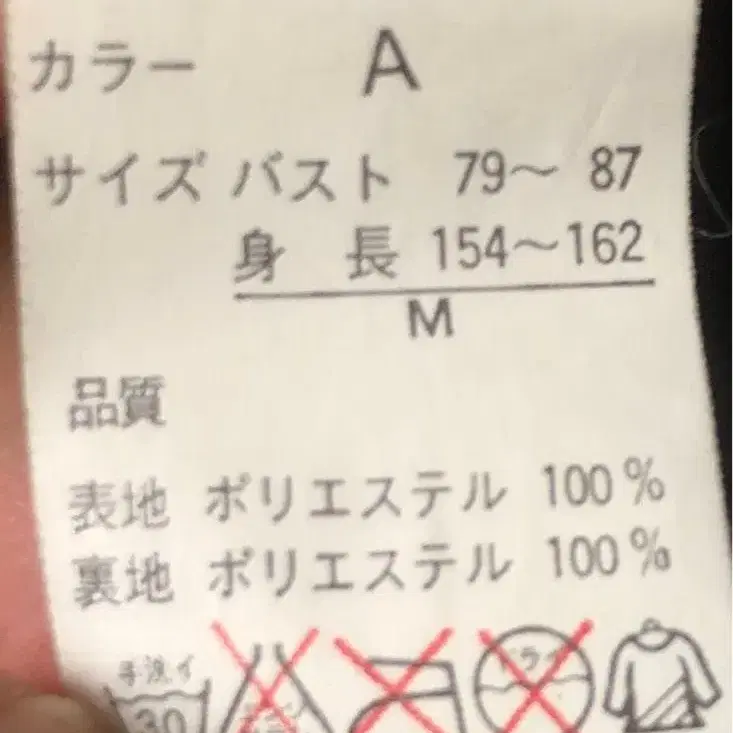 カラー A
サイズ バスト 79～87
身長 154～162
M
品質
表地 ポリエステル 100%
裏地 ポリエステル 100%
手洗イ
30
ドライ